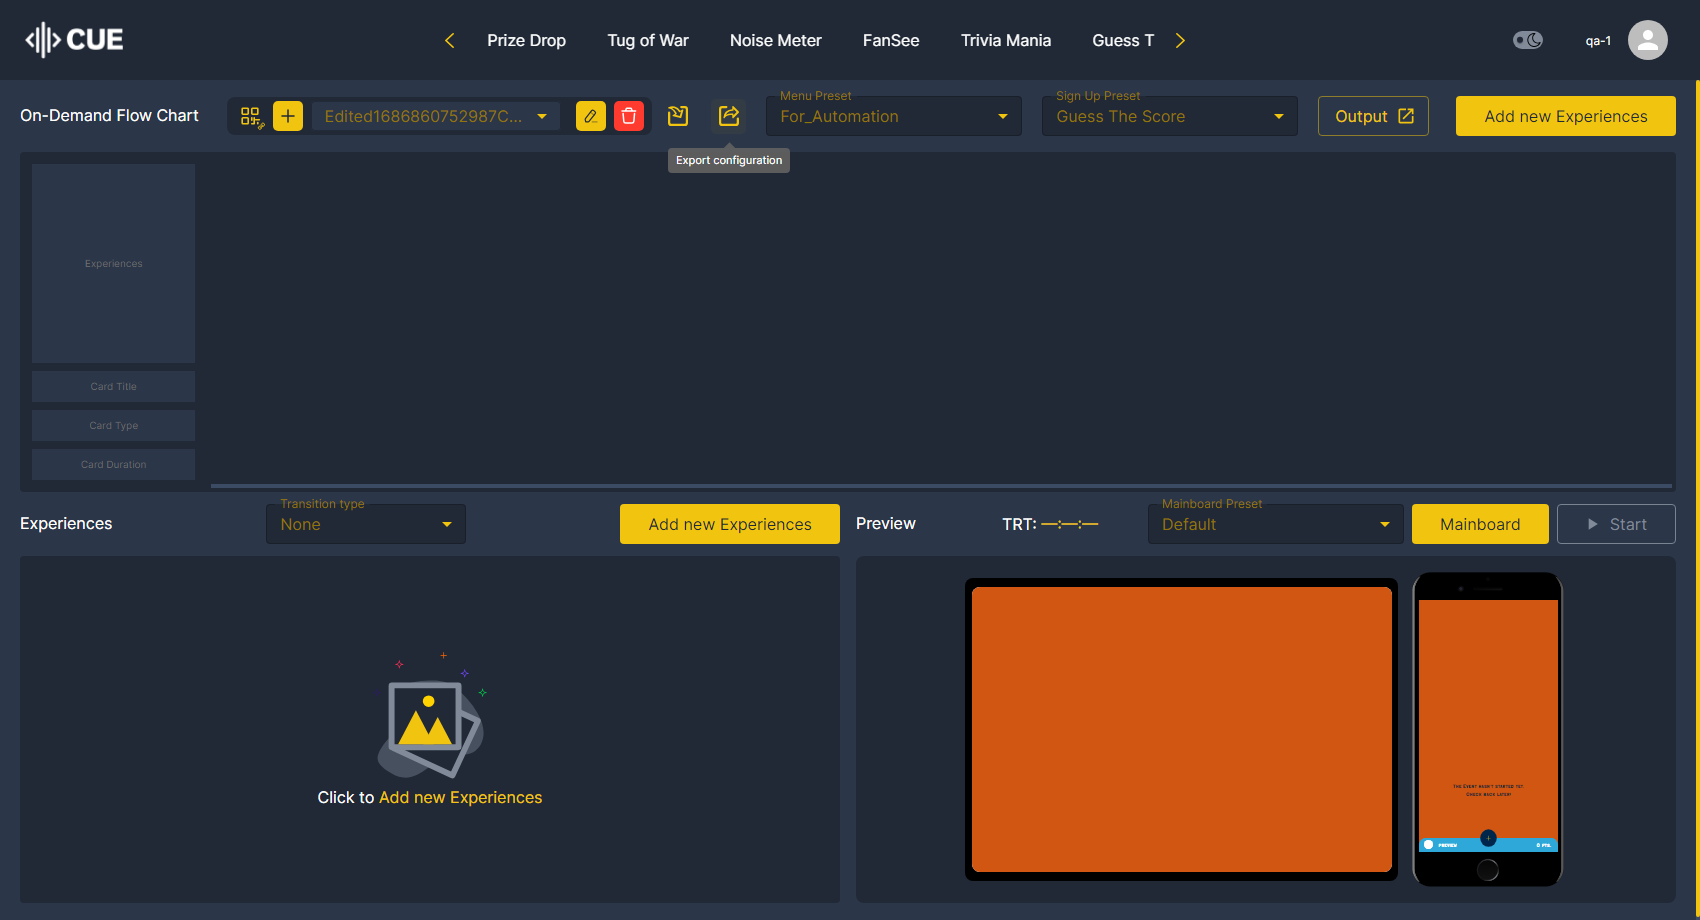 CUE
Prize Drop
Tug of War
Noise Meter
FanSee
Trivia Mania
Guess T
qa-1
On-Demand Flow Chart
Edited1686860752987C...
Menu Preset
For_Automation
Sign Up Preset
Guess The Score
Output
Add new Experiences
Export configuration
Experiences
Card Title
Card Type
Card Duration
Experiences
Transition type
None
Add new Experiences
Preview
TRT: —:—:—
Mainboard Preset
Default
Mainboard
Start
Click to Add new Experiences
The Event hasn't started yet.
Check back later!
PREVIEW
0 PTS.